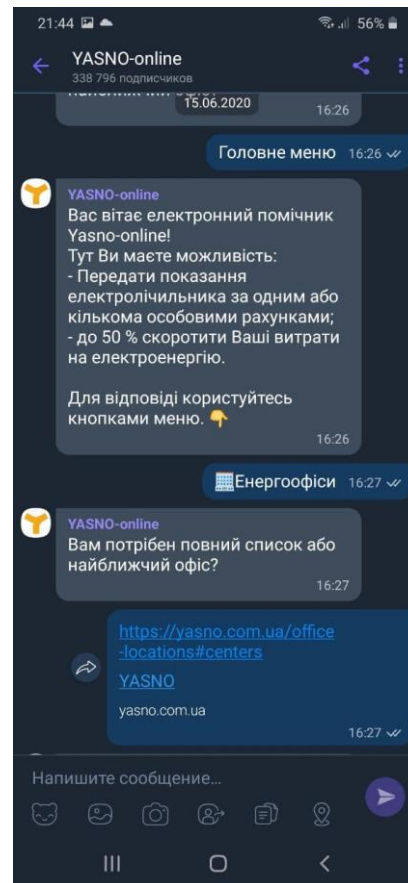 21:44
56%
YASNO-online
338 796 подписчиков
15.06.2020
16:26
Головне меню 16:26
YASNO-online
Вас вітає електронний помічник
Yasno-online!
Тут Ви маєте можливість:
- Передати показання
електролічильника за одним або
кількома особовими рахунками;
- до 50 % скоротити Ваші витрати
на електроенергію.
Для відповіді користуйтесь
кнопками меню. 👇
16:26
Енергоофіси 16:27
YASNO-online
Вам потрібен повний список або
найближчий офіс?
16:27
https://yasno.com.ua/office
-locations#centers
YASNO
yasno.com.ua
16:27
Напишите сообщение...